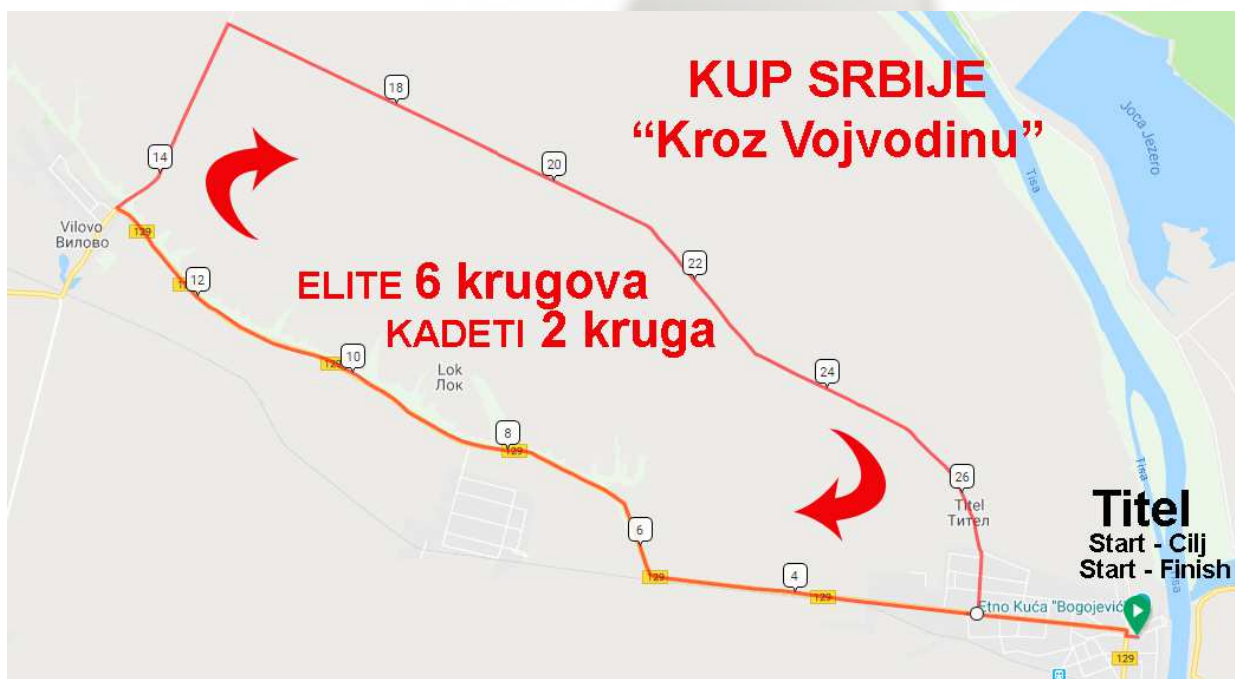 KUP SRBIJE
“Kroz Vojvodinu”
18
14
20
Joca Jezero
Tisa
Vilovo
Вилово
129
12
22
ELITE 6 krugova
KADETI 2 kruga
129
10
Lok
Лок
24
8
129
26
Titel
Тител
Tisa
Titel
Start - Cilj
Start - Finish
Tisa
6
129
4
129
Etno Kuća "Bogojević"
129